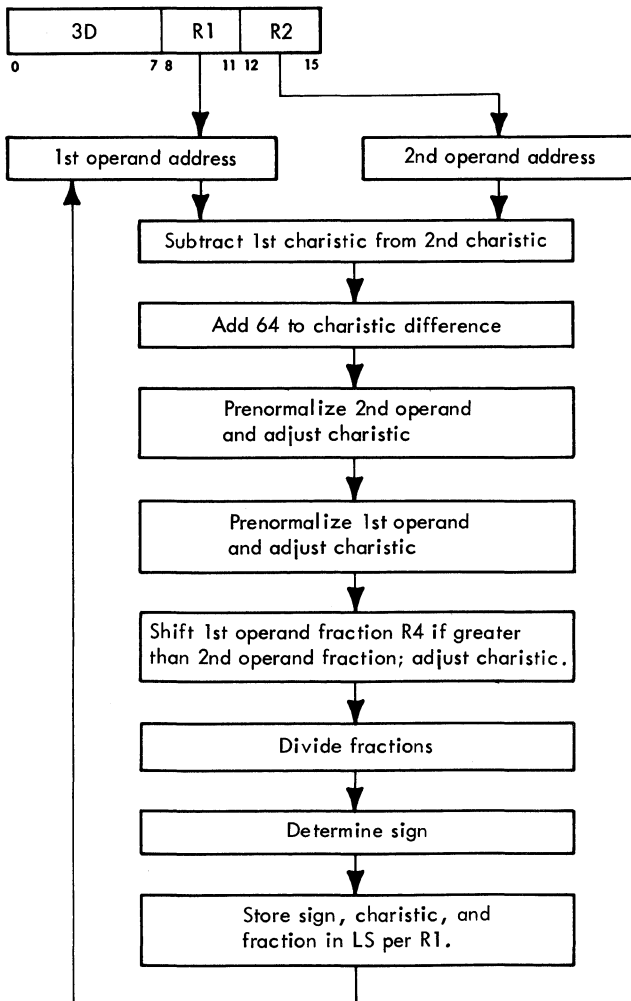 3D R1 R2
0 7 8 11 12 15
1st operand address
2nd operand address
Subtract 1st charistic from 2nd charistic
Add 64 to charistic difference
Prenormalize 2nd operand
and adjust charistic
Prenormalize 1st operand
and adjust charistic
Shift 1st operand fraction R4 if greater
than 2nd operand fraction; adjust charistic.
Divide fractions
Determine sign
Store sign, charistic, and
fraction in LS per R1.